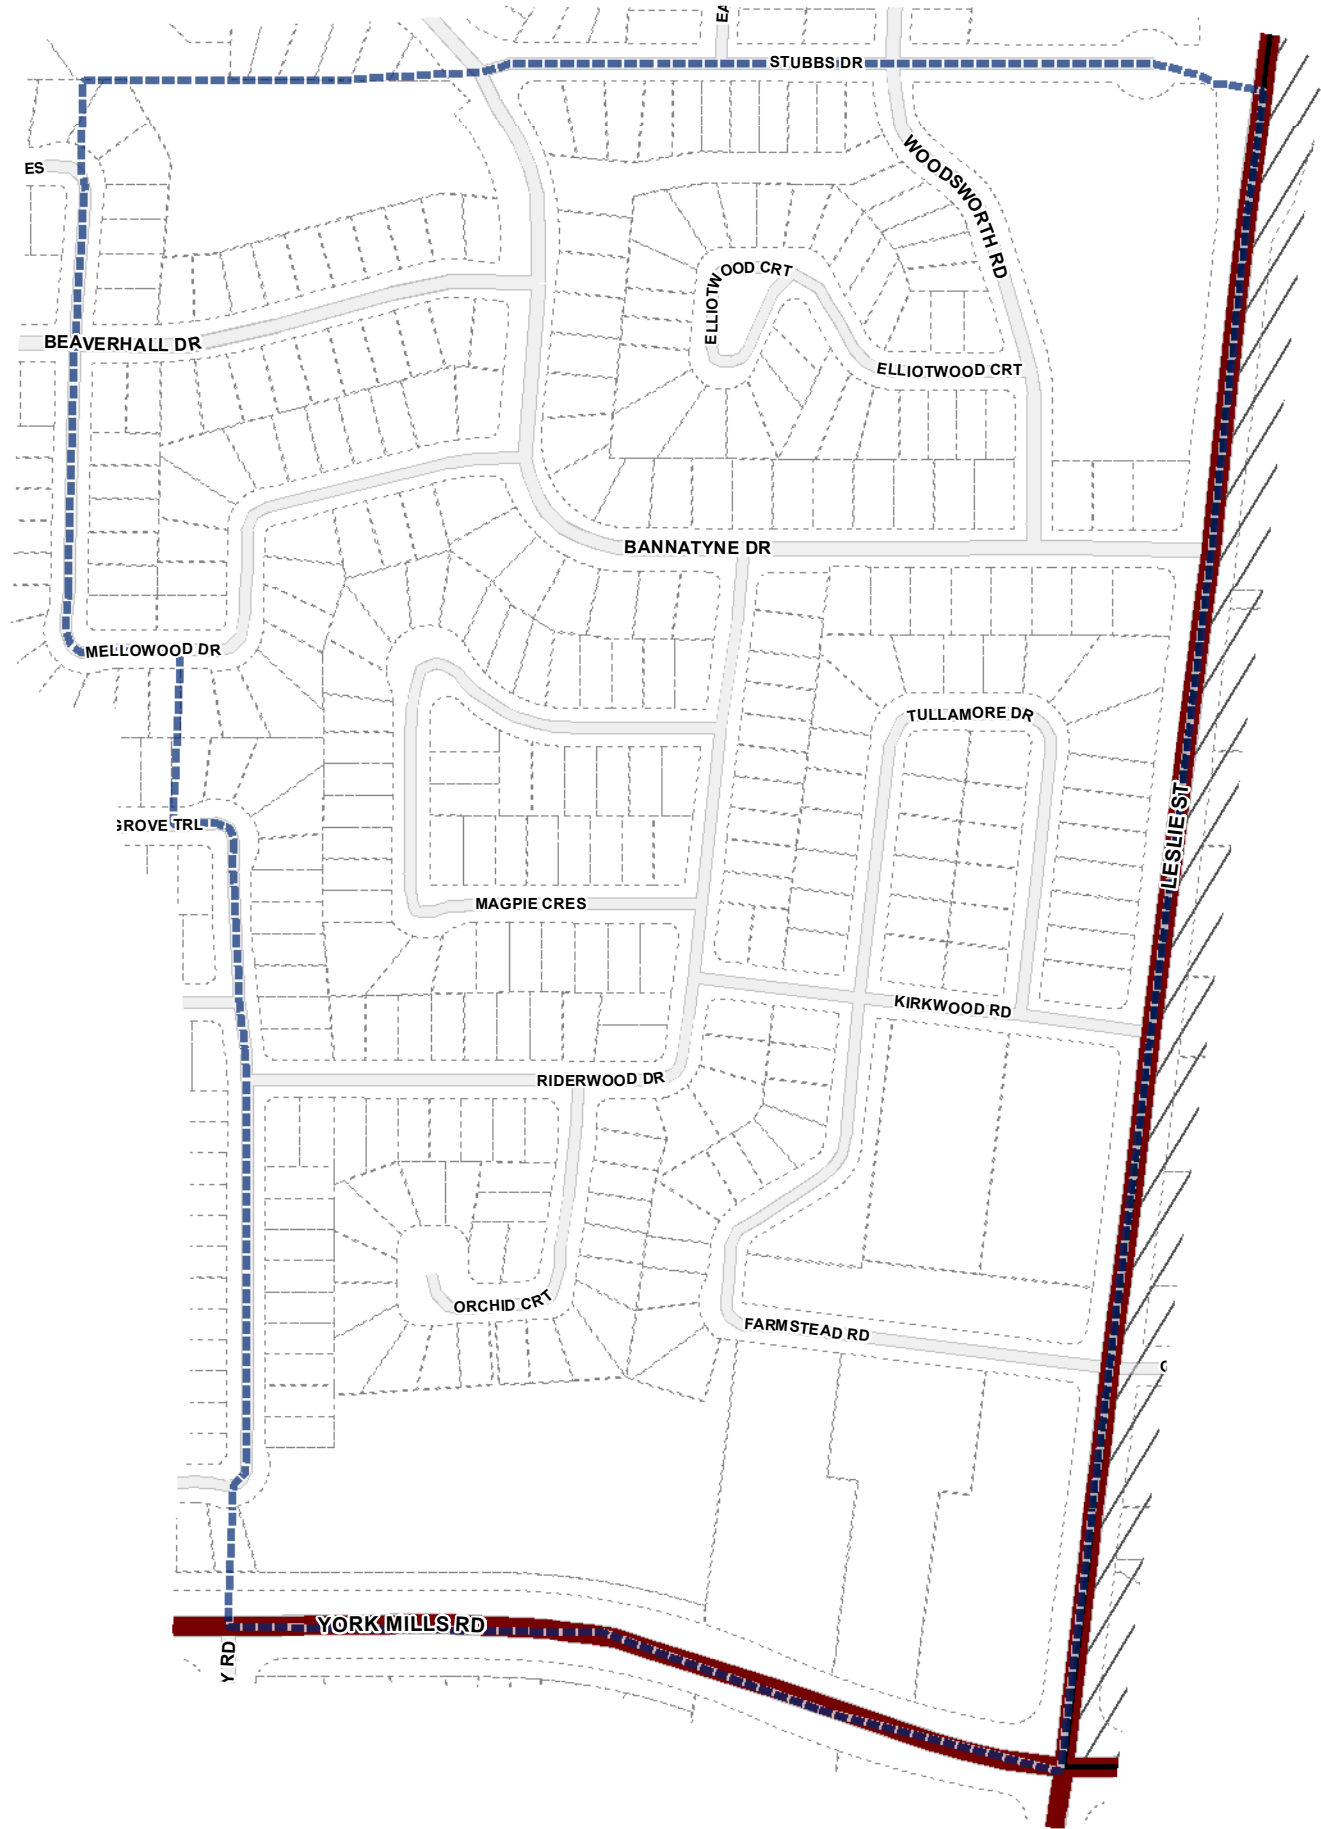 EA
STUBBS DR
ES
WOODSWORTH RD
ELLIOTWOOD CRT
BEAVERHALL DR
ELLIOTWOOD CRT
BANNATYNE DR
MELLOWOOD DR
TULLAMORE DR
LESLIE ST
GROVE TRL
MAGPIE CRES
KIRKWOOD RD
RIDERWOOD DR
ORCHID CRT
FARMSTEAD RD
YORK MILLS RD
Y RD